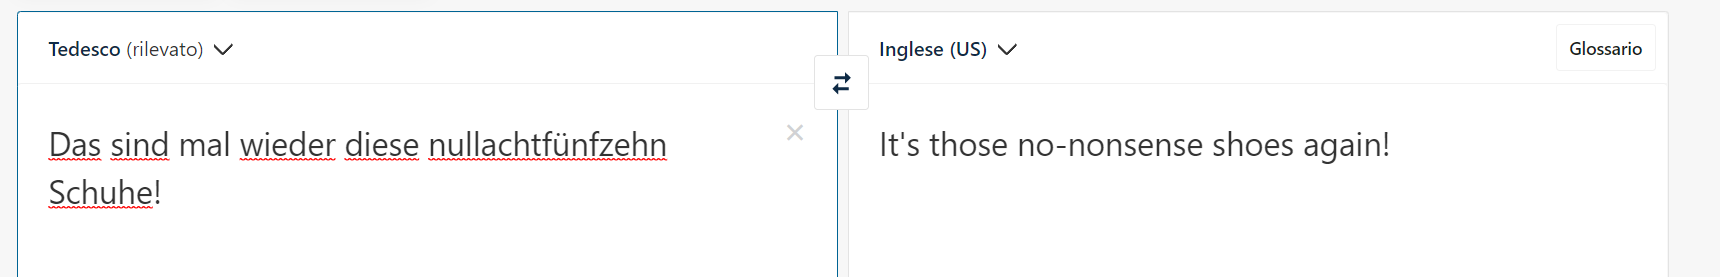 Tedesco (rilevato)
Inglese (US)
Glossario
Das sind mal wieder diese nullachtfünfzehn
Schuhe!
It's those no-nonsense shoes again!